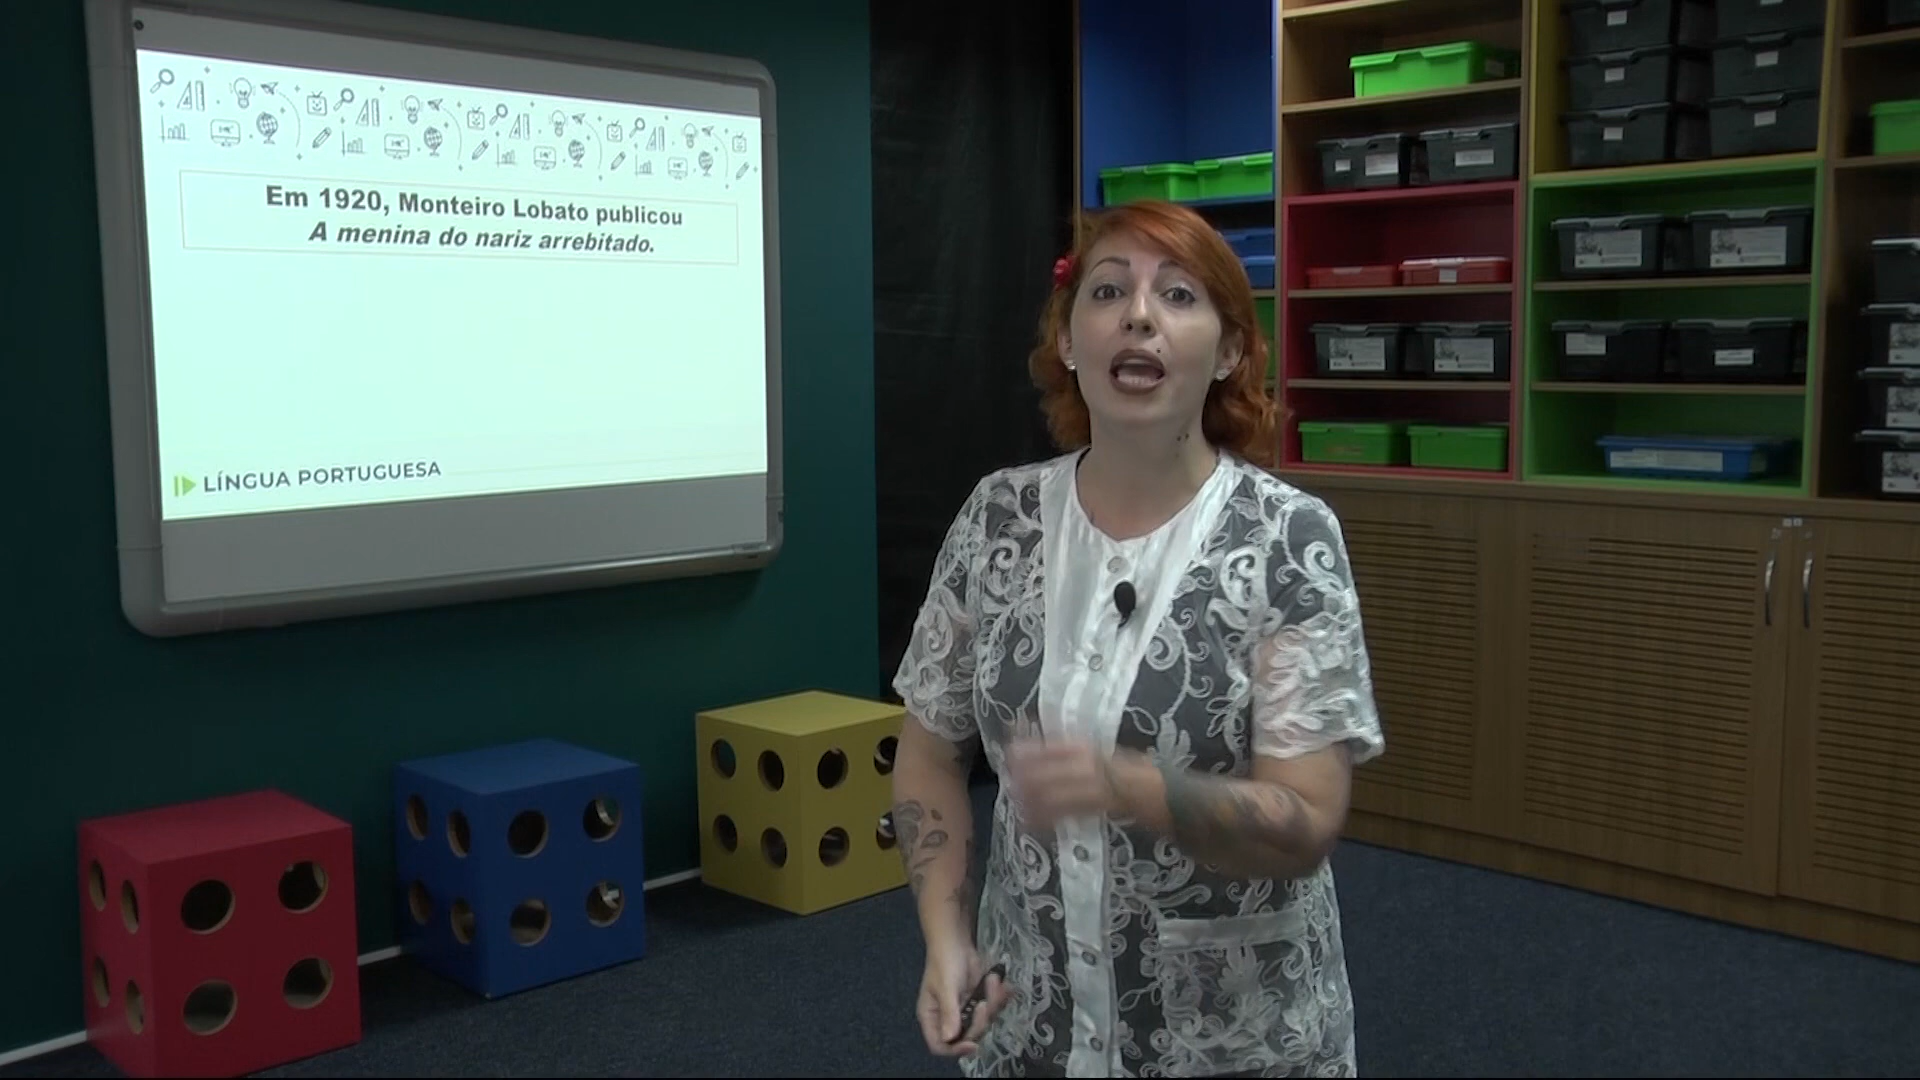 Em 1920, Monteiro Lobato publicou
A menina do nariz arrebitado.
LÍNGUA PORTUGUESA